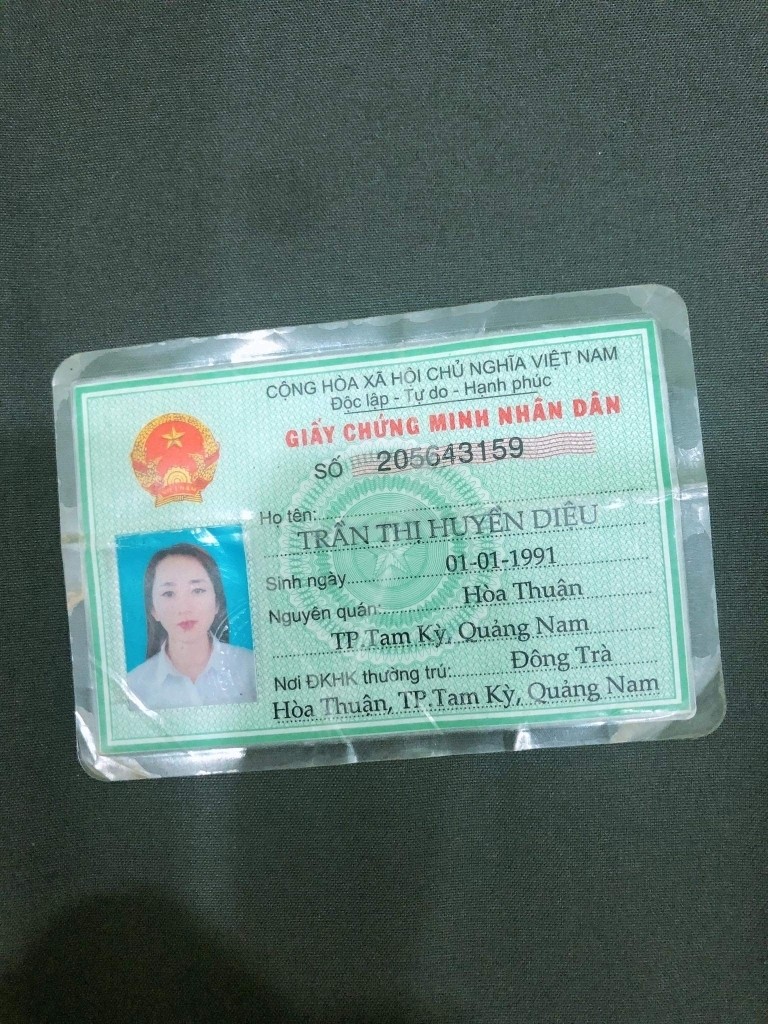 CỘNG HÒA XÃ HỘI CHỦ NGHĨA VIỆT NAM
Độc lập - Tự do - Hạnh phúc
GIẤY CHỨNG MINH NHÂN DÂN
SỐ 205643159
Họ tên:
TRẦN THI HUYỀN DIỆU
Sinh ngày 01-01-1991
Nguyên quán: Hòa Thuận
TP.Tam Kỳ, Quảng Nam
Nơi ĐKHK thường trú: Đông Trà
Hòa Thuận, TP.Tam Kỳ, Quảng Nam